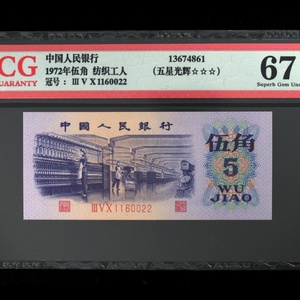 CG
GUARANTY
中国人民银行
1972年伍角 纺织工人
冠号：ⅢⅤⅩ1160022
13674861
（五星光辉☆☆☆）
67
Superb Gem Unc
中国人民银行
伍角
5
WU
JIAO
ⅢⅤⅩ1160022